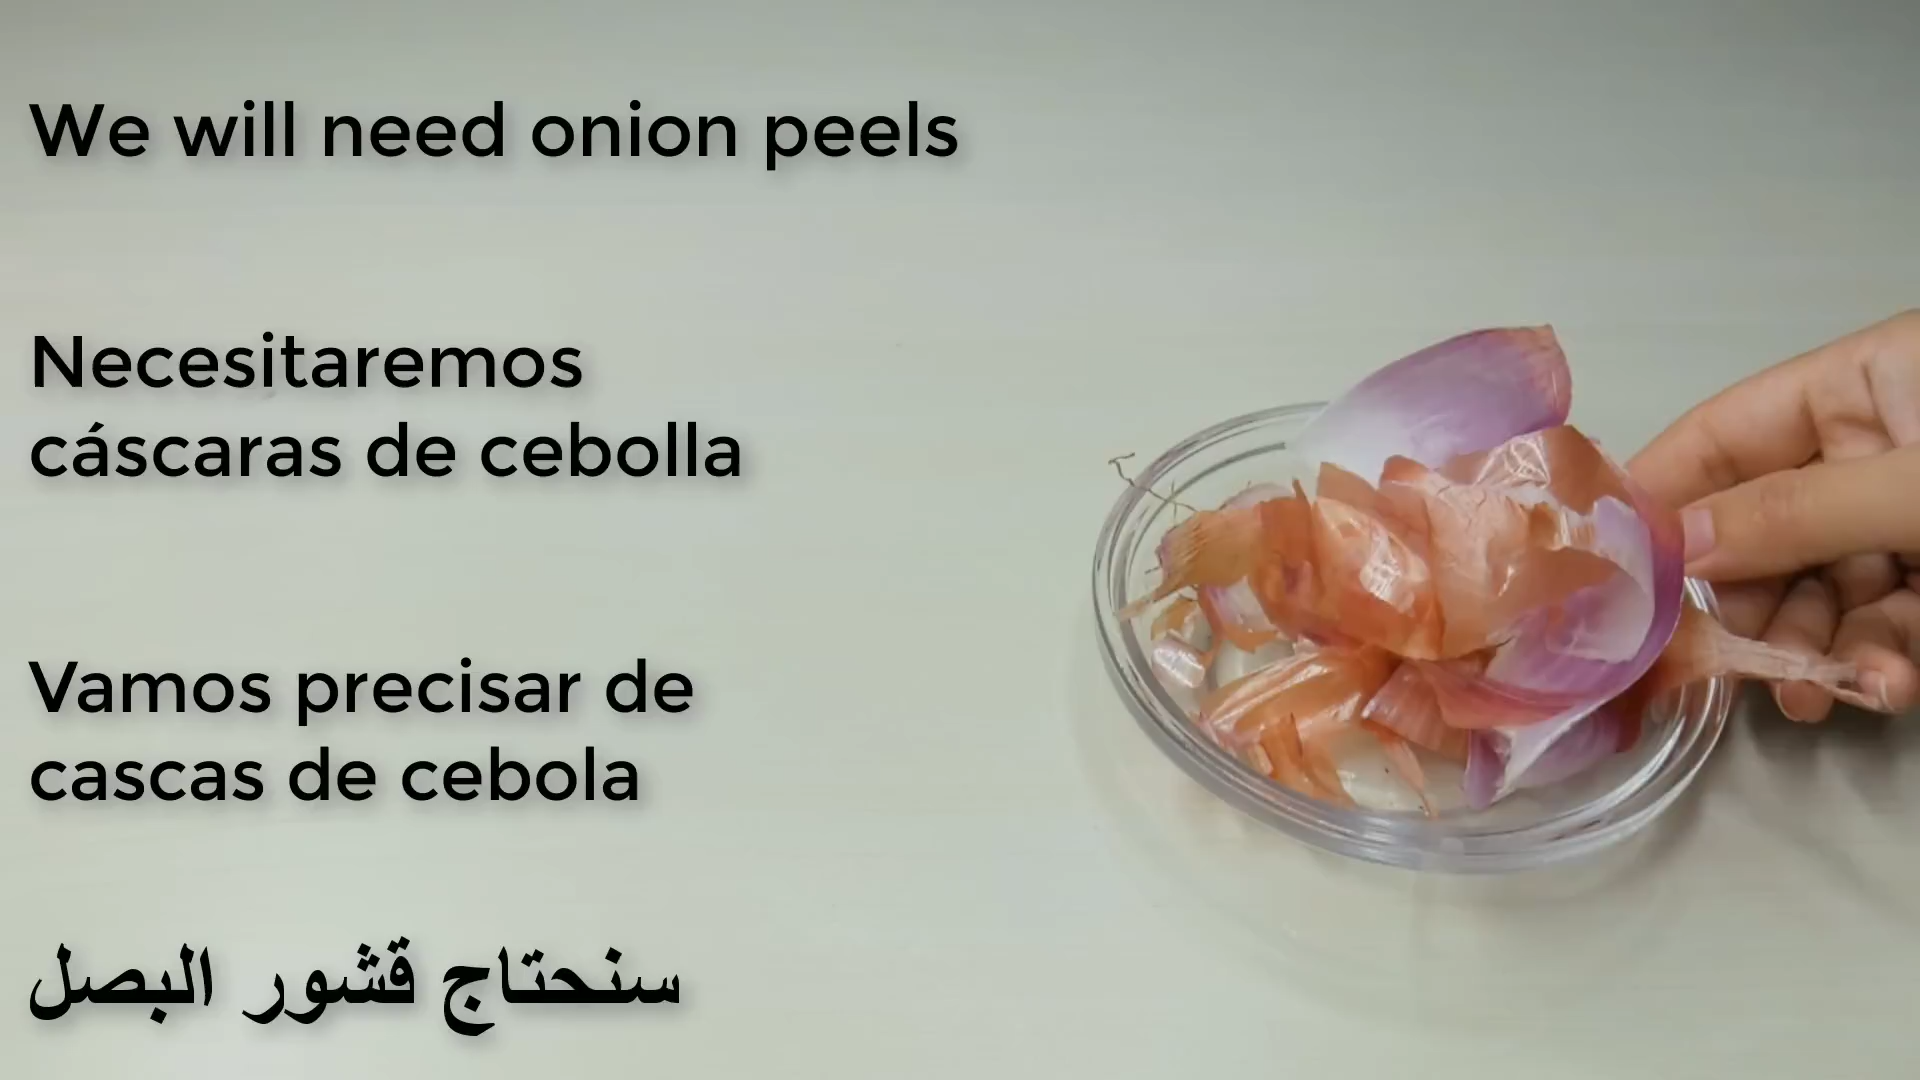 We will need onion peels
Necesitaremos
cáscaras de cebolla
Vamos precisar de
cascas de cebola
سنحتاج قشور البصل